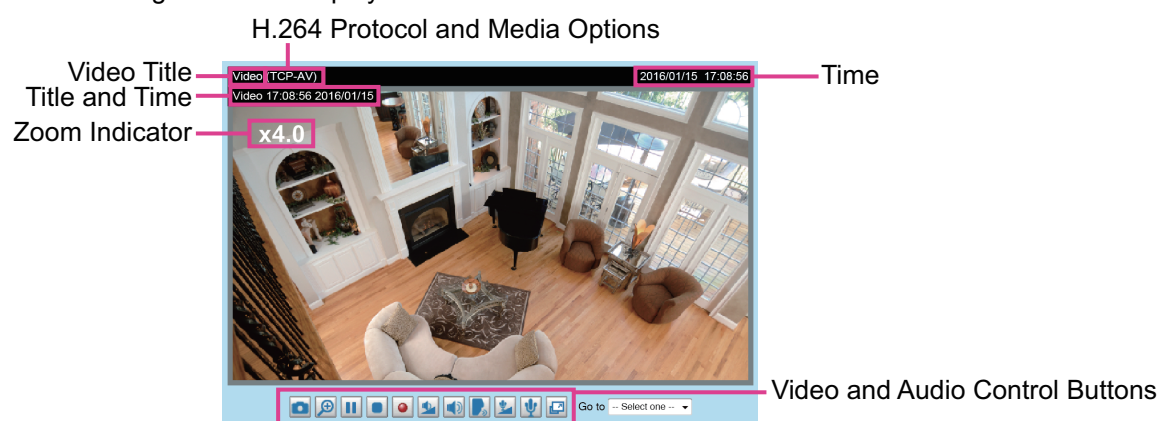 H.264 Protocol and Media Options
Video Title
Video (TCP-AV)
2016/01/15 17:08:56
Time
Title and Time
Video 17:08:56 2016/01/15
Zoom Indicator
x4.0
Video and Audio Control Buttons
Go to
-- Select one --